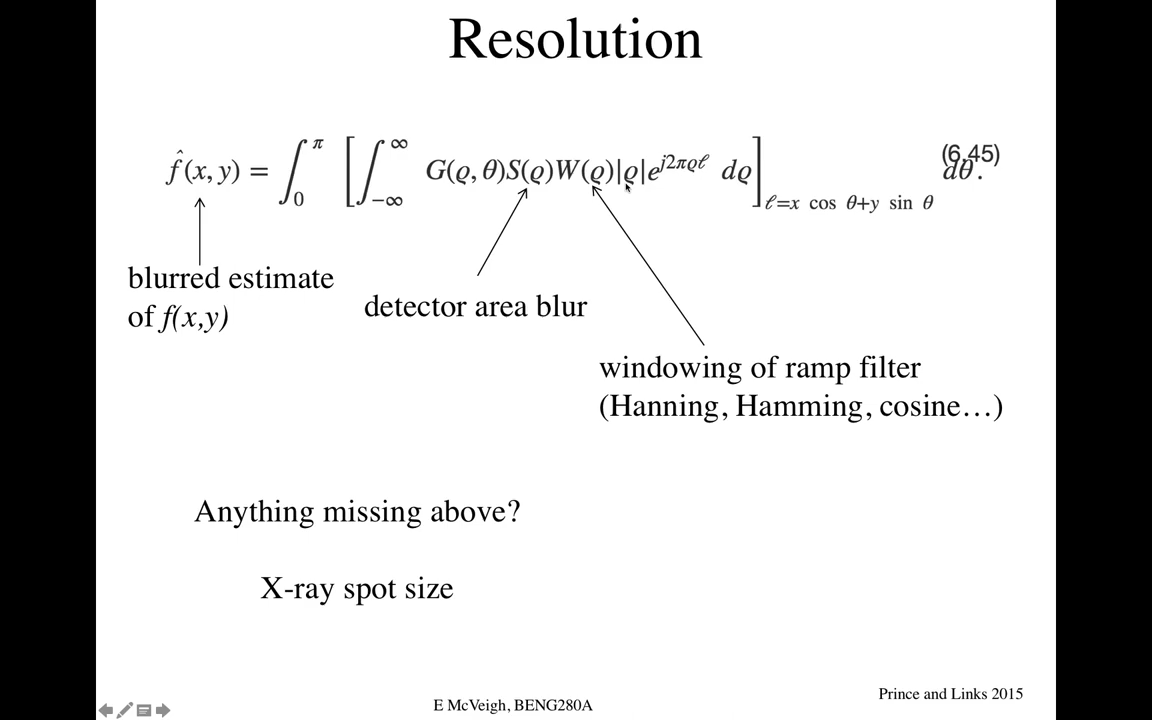 Resolution
f̂(x, y) = ∫₀^π [∫₋∞^∞ G(ϱ, θ)S(ϱ)W(ϱ)|ϱ|e^{j2πϱℓ} dϱ]_{ℓ=x cos θ+y sin θ} dθ. (6.45)
blurred estimate
of f(x,y)
detector area blur
windowing of ramp filter
(Hanning, Hamming, cosine…)
Anything missing above?
X-ray spot size
E McVeigh, BENG280A
Prince and Links 2015